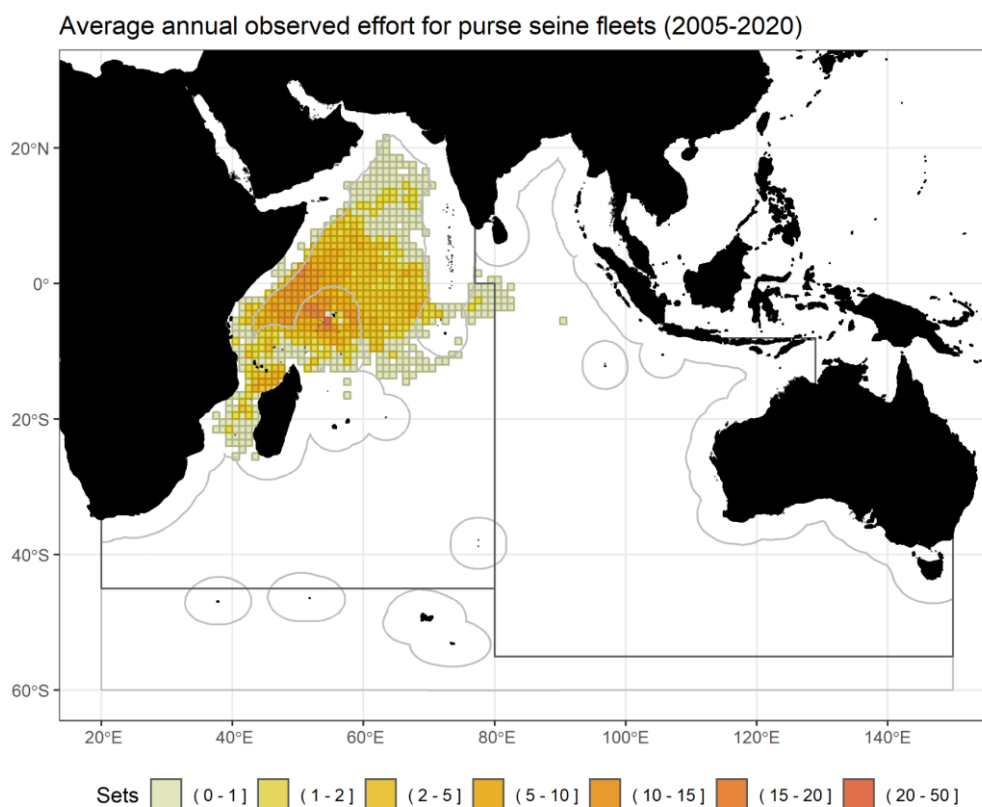 Average annual observed effort for purse seine fleets (2005-2020)
20°N
0°
20°S
40°S
60°S
20°E 40°E 60°E 80°E 100°E 120°E 140°E
Sets ( 0 - 1 ] ( 1 - 2 ] ( 2 - 5 ] ( 5 - 10 ] ( 10 - 15 ] ( 15 - 20 ] ( 20 - 50 ]